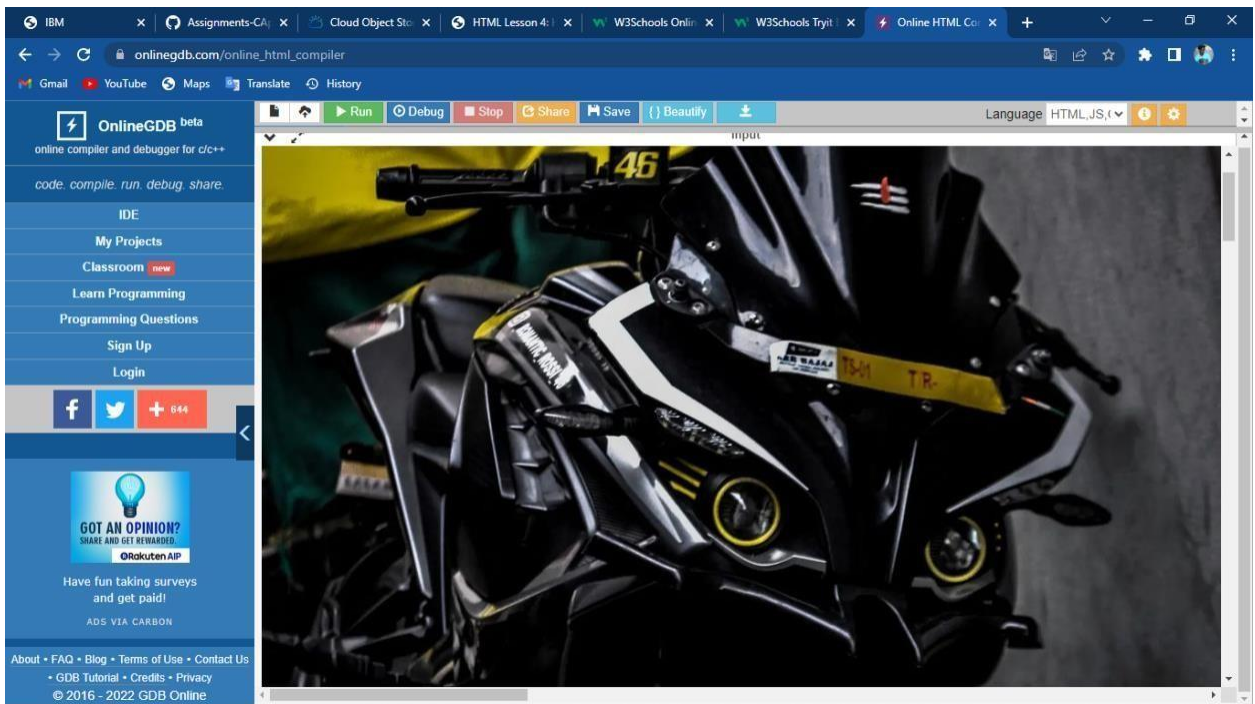 IBM
Assignments-CA
Cloud Object Sto
HTML Lesson 4:
W3Schools Onlin
W3Schools Tryit
Online HTML Co
onlinegdb.com/online_html_compiler
Gmail
YouTube
Maps
Translate
History
OnlineGDB beta
online compiler and debugger for c/c++
code. compile. run. debug. share.
IDE
My Projects
Classroom new
Learn Programming
Programming Questions
Sign Up
Login
644
GOT AN OPINION?
SHARE AND GET REWARDED.
Rakuten AIP
Have fun taking surveys
and get paid!
ADS VIA CARBON
About • FAQ • Blog • Terms of Use • Contact Us
• GDB Tutorial • Credits • Privacy
© 2016 - 2022 GDB Online
Run
Debug
Stop
Share
Save
{ } Beautify
Language HTML,JS,
input
46
TS-01 T/R-